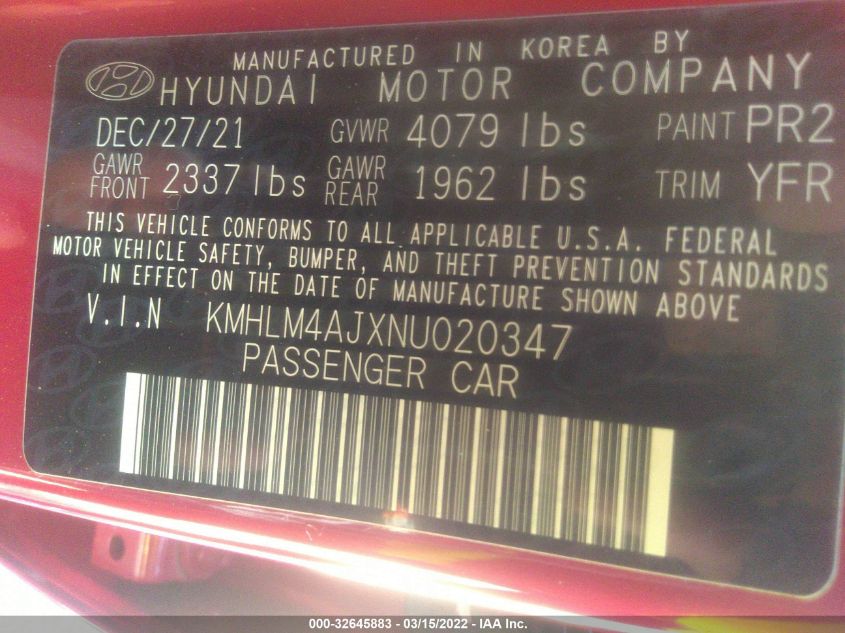 MANUFACTURED IN KOREA BY
HYUNDAI MOTOR COMPANY
DEC/27/21 GVWR 4079 lbs PAINT PR2
GAWR FRONT 2337 lbs GAWR REAR 1962 lbs TRIM YFR
THIS VEHICLE CONFORMS TO ALL APPLICABLE U.S.A. FEDERAL
MOTOR VEHICLE SAFETY, BUMPER, AND THEFT PREVENTION STANDARDS
IN EFFECT ON THE DATE OF MANUFACTURE SHOWN ABOVE
V.I.N KMHLM4AJXNU020347
PASSENGER CAR
000-32645883 - 03/15/2022 - IAA Inc.